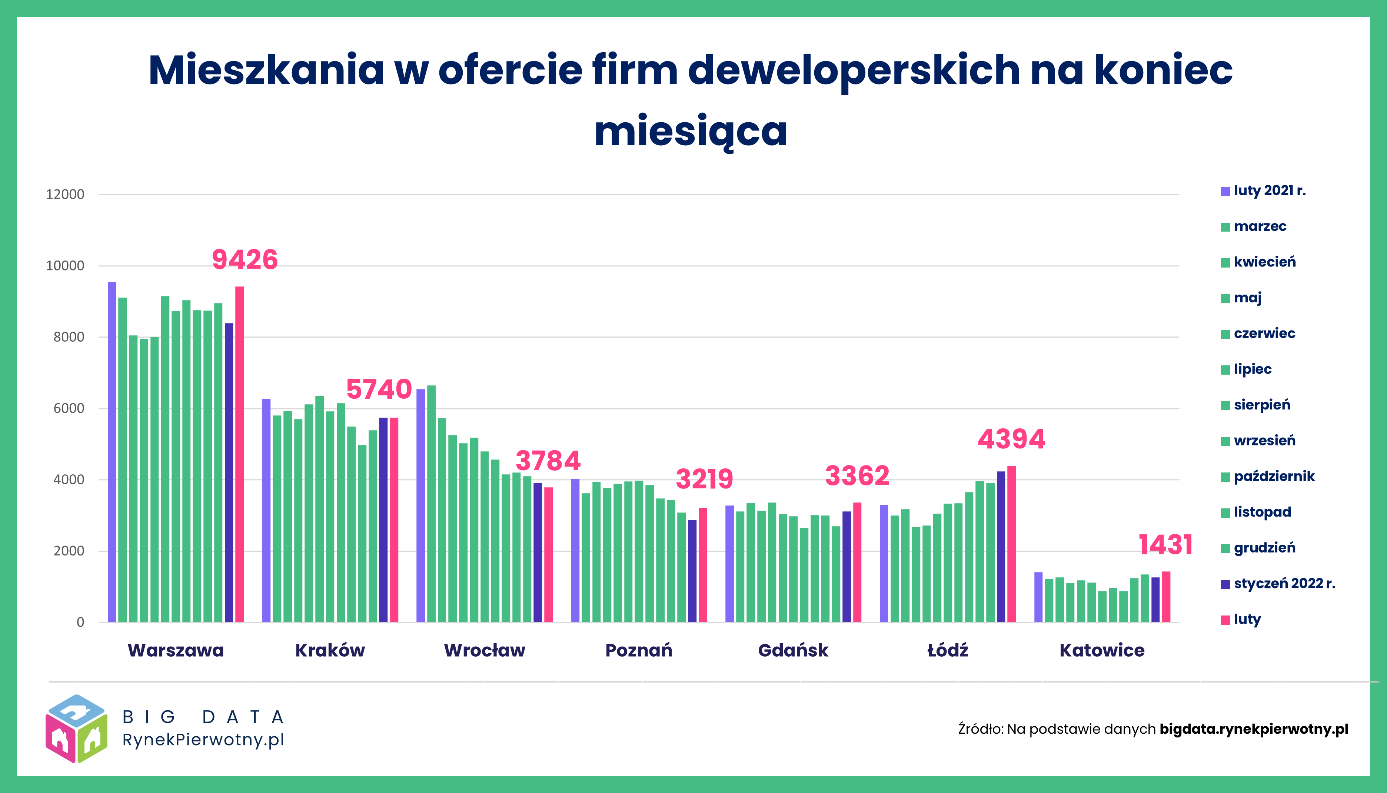 Mieszkania w ofercie firm deweloperskich na koniec
miesiąca
12000
10000
8000
6000
4000
2000
0
9426
5740
3784
3219
3362
4394
1431
Warszawa
Kraków
Wrocław
Poznań
Gdańsk
Łódź
Katowice
luty 2021 r.
marzec
kwiecień
maj
czerwiec
lipiec
sierpień
wrzesień
październik
listopad
grudzień
styczeń 2022 r.
luty
BIG DATA
RynekPierwotny.pl
Źródło: Na podstawie danych bigdata.rynekpierwotny.pl